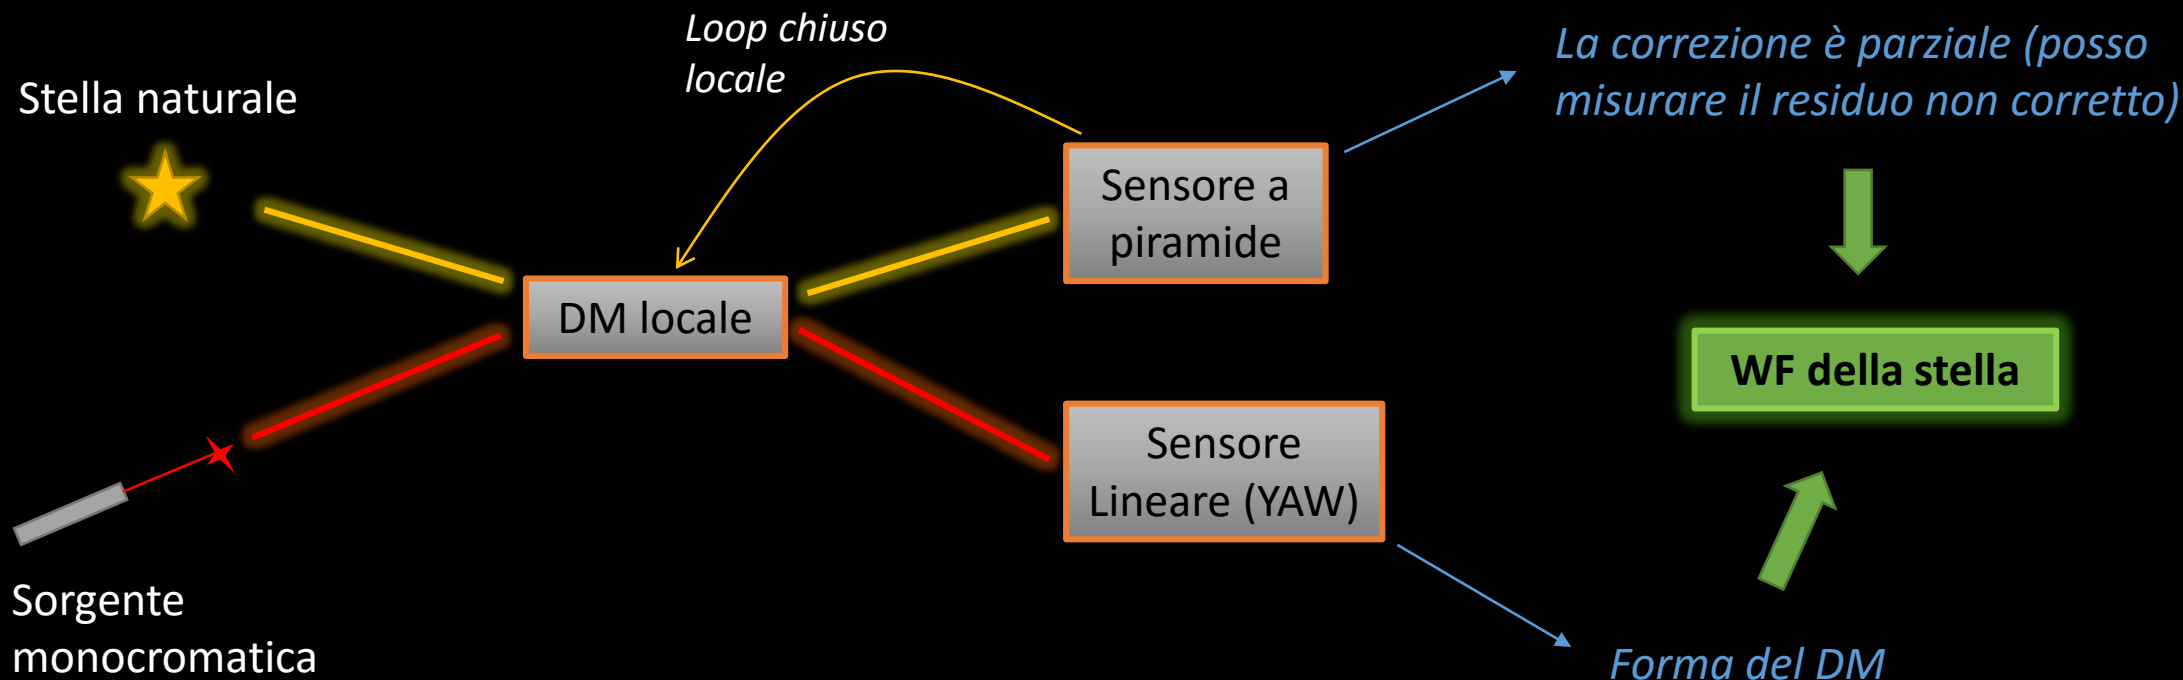 Loop chiuso
locale
La correzione è parziale (posso
misurare il residuo non corretto)
Stella naturale
Sensore a
piramide
DM locale
WF della stella
Sensore
Lineare (YAW)
Sorgente
monocromatica
Forma del DM